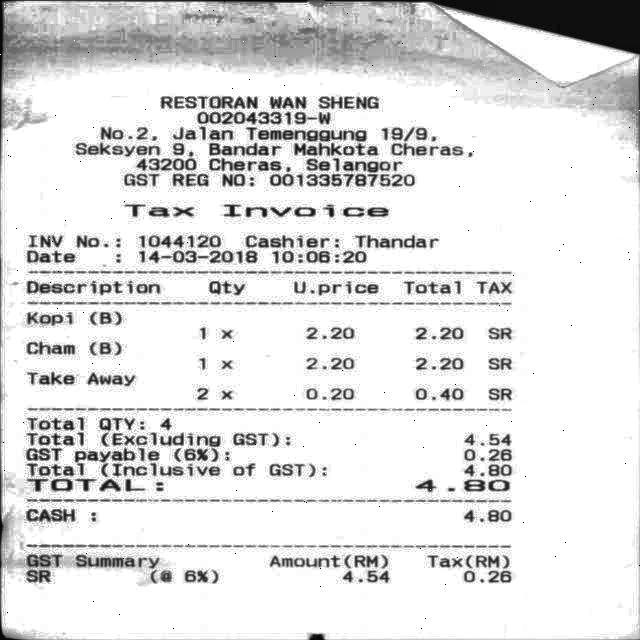 RESTORAN WAN SHENG
002043319-W
No.2, Jalan Temenggung 19/9,
Seksyen 9, Bandar Mahkota Cheras,
43200 Cheras, Selangor
GST REG NO: 001335787520
Tax Invoice
INV No.: 1044120 Cashier: Thandar
Date : 14-03-2018 10:06:20
Description Qty U.price Total TAX
Kopi (B)
1 x 2.20 2.20 SR
Cham (B)
1 x 2.20 2.20 SR
Take Away
2 x 0.20 0.40 SR
Total QTY: 4
Total (Excluding GST): 4.54
GST payable (6%): 0.26
Total (Inclusive of GST): 4.80
TOTAL: 4.80
CASH : 4.80
GST Summary Amount(RM) Tax(RM)
SR (@ 6%) 4.54 0.26